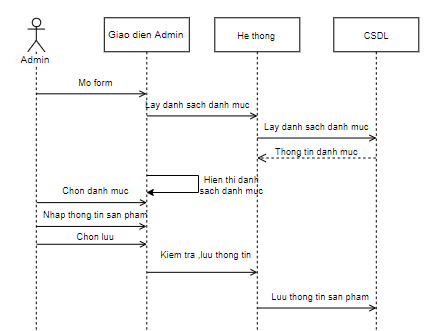 Giao dien Admin
He thong
CSDL
Admin
Mo form
Lay danh sach danh muc
Lay danh sach danh muc
Thong tin danh muc
Hien thi danh
sach danh muc
Chon danh muc
Nhap thong tin san pham
Chon luu
Kiem tra ,luu thong tin
Luu thong tin san pham